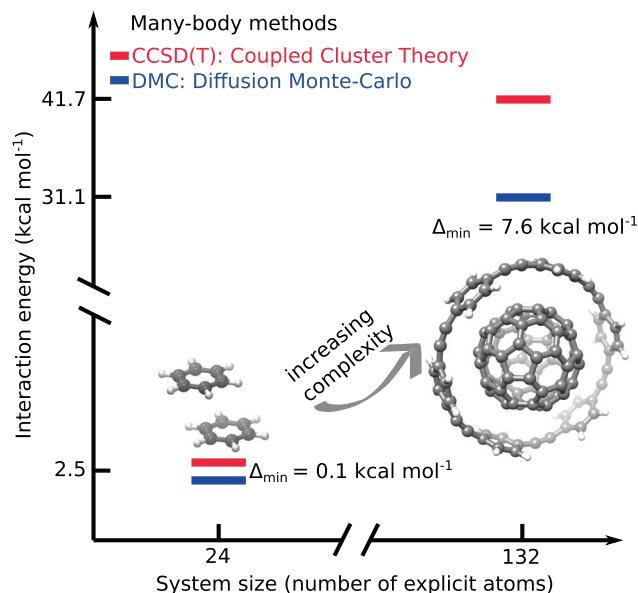 Many-body methods
CCSD(T): Coupled Cluster Theory
DMC: Diffusion Monte-Carlo
Interaction energy (kcal mol⁻¹)
41.7
31.1
2.5
Δmin = 7.6 kcal mol⁻¹
increasing
complexity
Δmin = 0.1 kcal mol⁻¹
24
132
System size (number of explicit atoms)